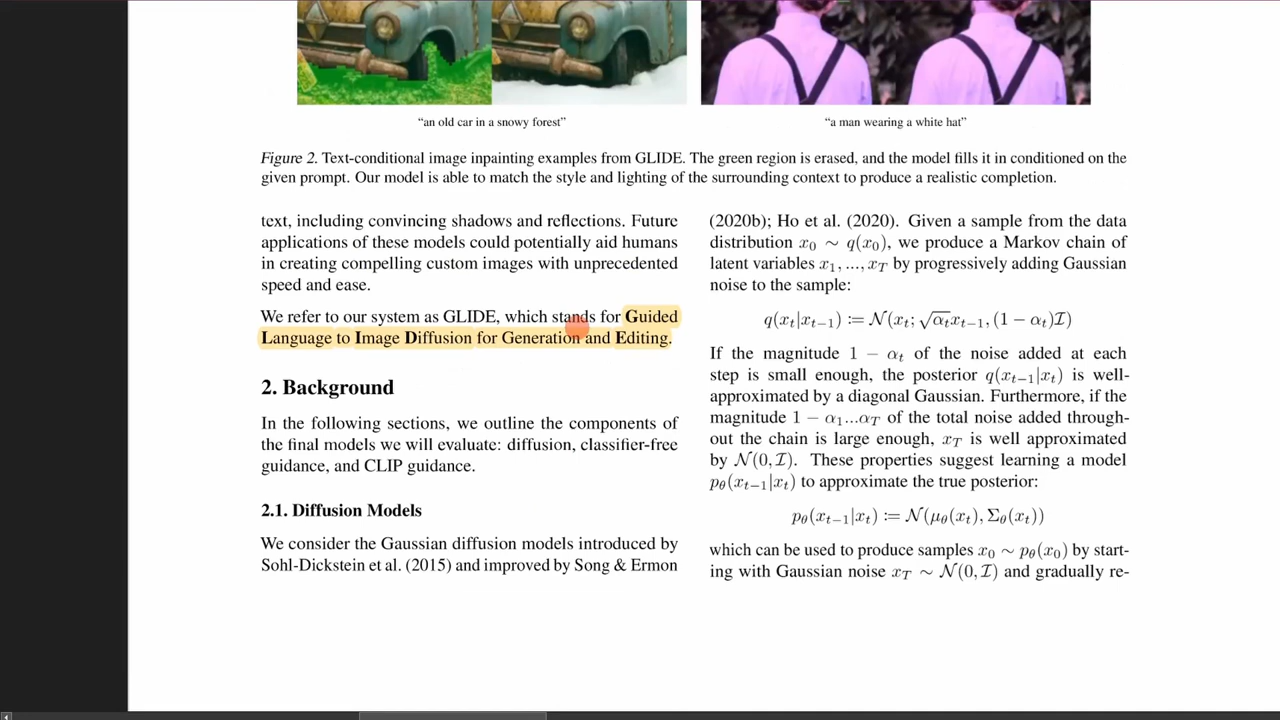 "an old car in a snowy forest"
"a man wearing a white hat"
Figure 2. Text-conditional image inpainting examples from GLIDE. The green region is erased, and the model fills it in conditioned on the
given prompt. Our model is able to match the style and lighting of the surrounding context to produce a realistic completion.
text, including convincing shadows and reflections. Future
applications of these models could potentially aid humans
in creating compelling custom images with unprecedented
speed and ease.
We refer to our system as GLIDE, which stands for Guided
Language to Image Diffusion for Generation and Editing.
2. Background
In the following sections, we outline the components of
the final models we will evaluate: diffusion, classifier-free
guidance, and CLIP guidance.
2.1. Diffusion Models
We consider the Gaussian diffusion models introduced by
Sohl-Dickstein et al. (2015) and improved by Song & Ermon
(2020b); Ho et al. (2020). Given a sample from the data
distribution x₀ ∼ q(x₀), we produce a Markov chain of
latent variables x₁, ..., x_T by progressively adding Gaussian
noise to the sample:
q(x_t|x_{t−1}) := 𝒩(x_t; √α_t x_{t−1}, (1 − α_t)ℐ)
If the magnitude 1 − α_t of the noise added at each
step is small enough, the posterior q(x_{t−1}|x_t) is well-
approximated by a diagonal Gaussian. Furthermore, if the
magnitude 1 − α₁...α_T of the total noise added through-
out the chain is large enough, x_T is well approximated
by 𝒩(0, ℐ). These properties suggest learning a model
p_θ(x_{t−1}|x_t) to approximate the true posterior:
p_θ(x_{t−1}|x_t) := 𝒩(μ_θ(x_t), Σ_θ(x_t))
which can be used to produce samples x₀ ∼ p_θ(x₀) by start-
ing with Gaussian noise x_T ∼ 𝒩(0, ℐ) and gradually re-